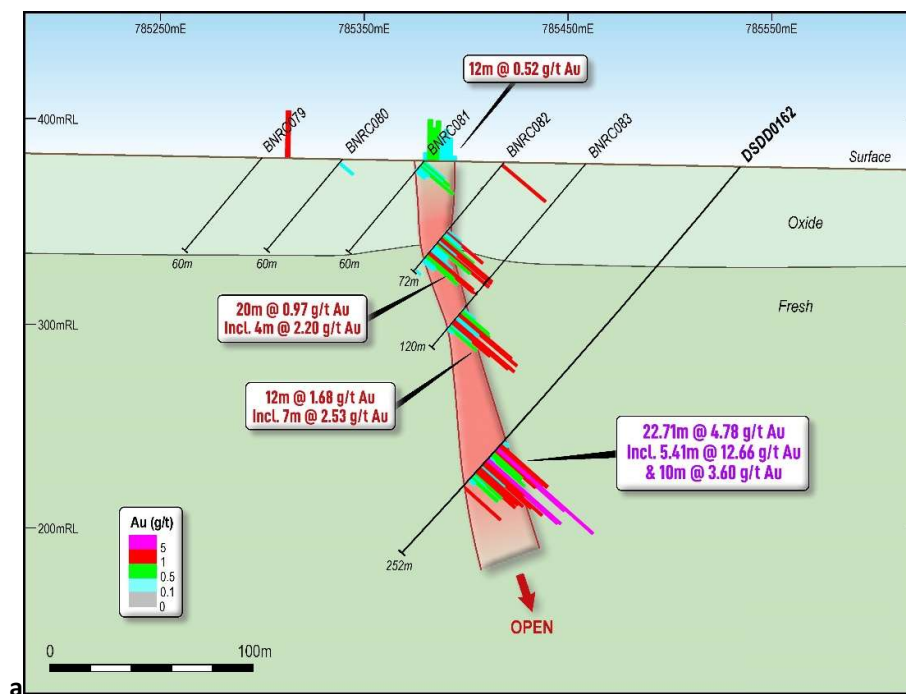 785250mE
785350mE
785450mE
785550mE
12m @ 0.52 g/t Au
400mRL
BNRC079
BNRC080
BNRC081
BNRC082
BNRC083
DSDD0162
Surface
Oxide
60m
60m
60m
72m
Fresh
300mRL
20m @ 0.97 g/t Au
Incl. 4m @ 2.20 g/t Au
120m
12m @ 1.68 g/t Au
Incl. 7m @ 2.53 g/t Au
22.71m @ 4.78 g/t Au
Incl. 5.41m @ 12.66 g/t Au
& 10m @ 3.60 g/t Au
200mRL
Au (g/t)
5
1
0.5
0.1
0
252m
OPEN
0
100m
a